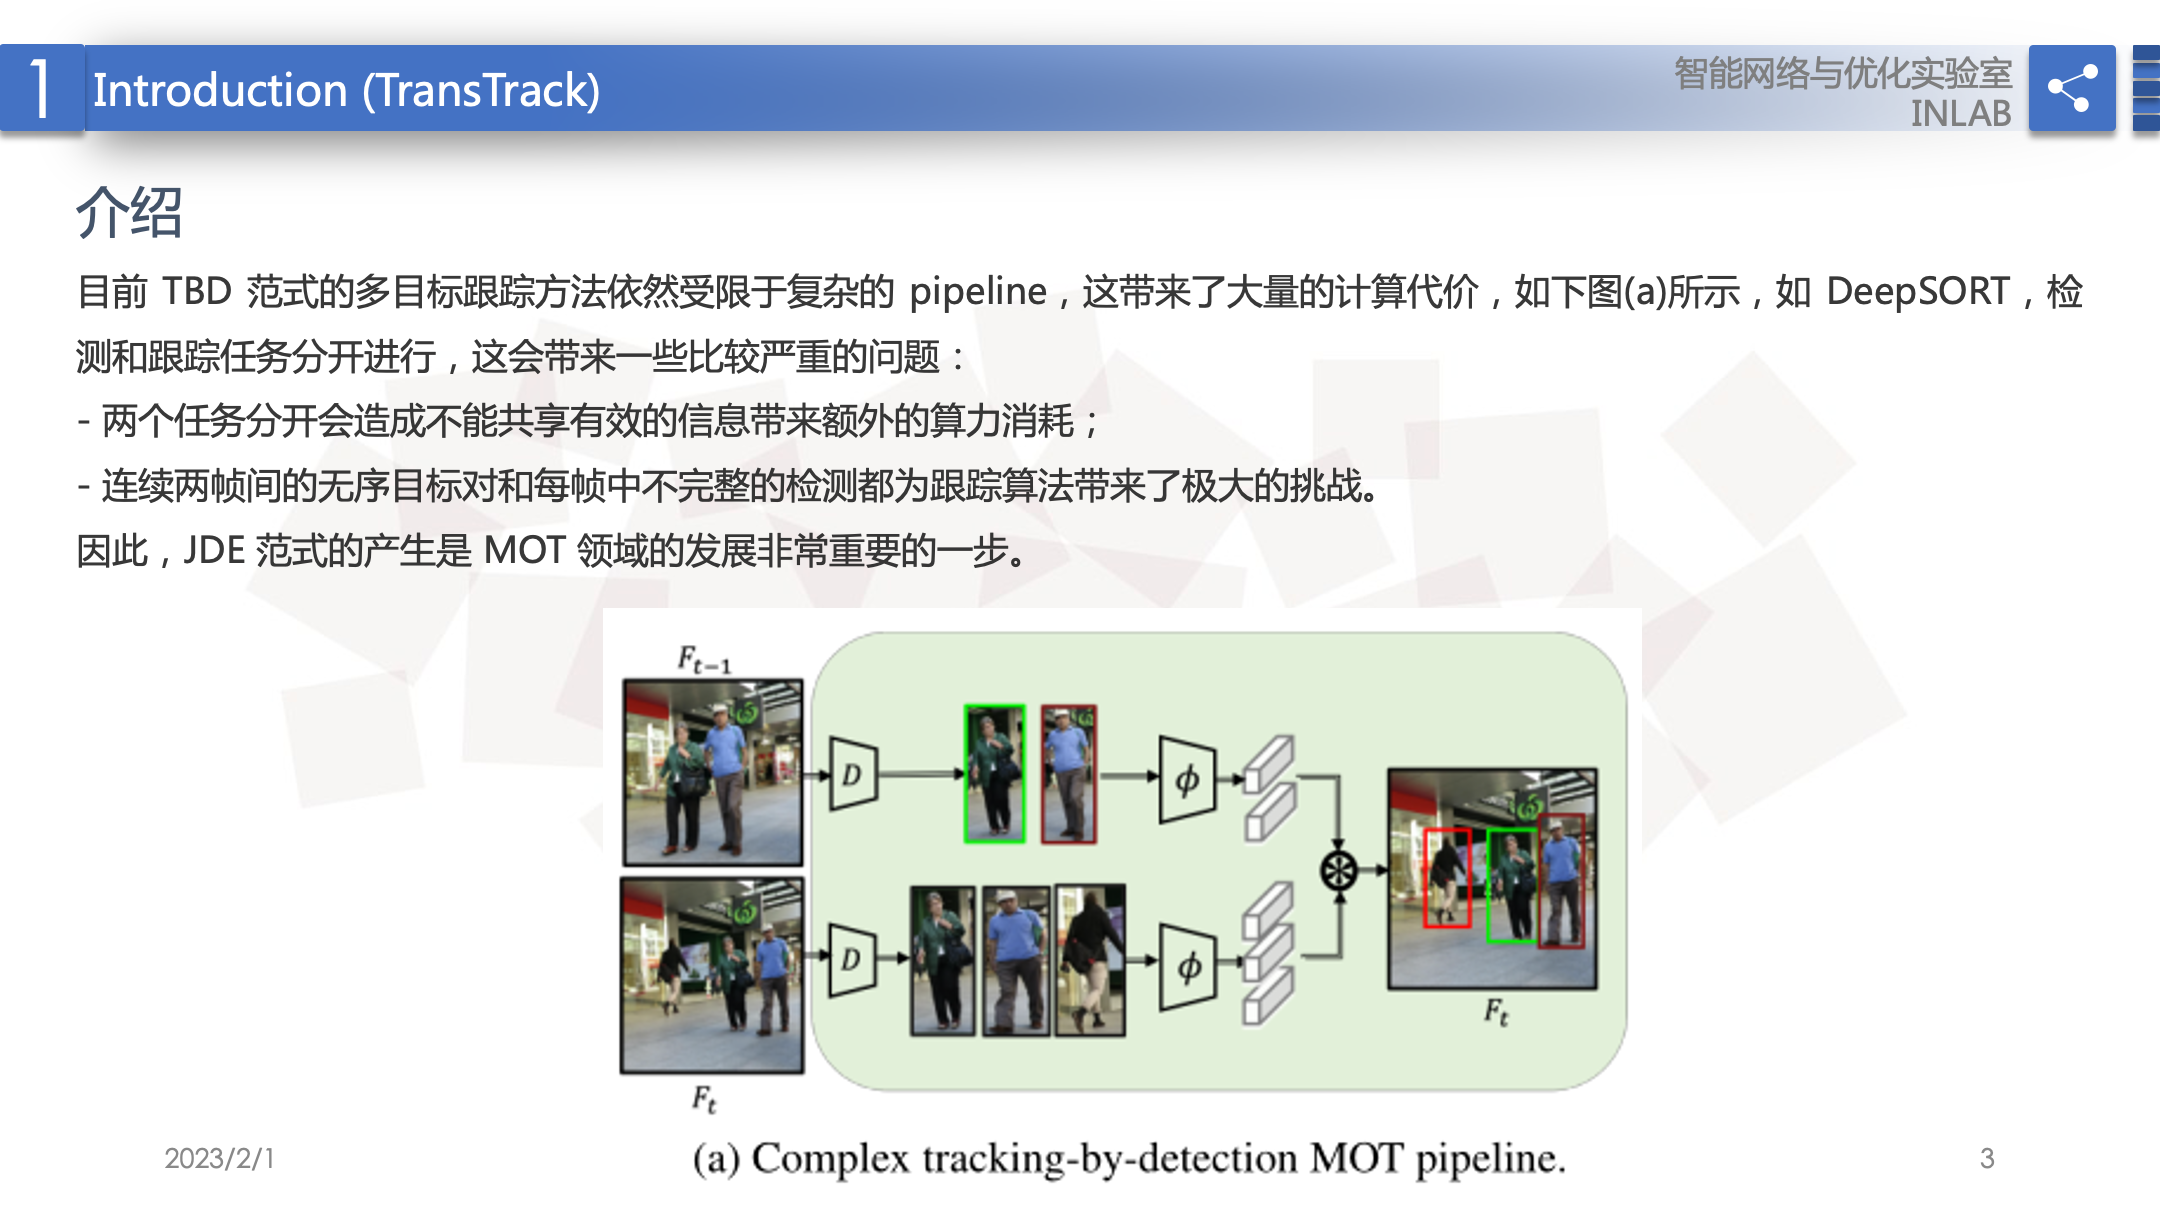 1
Introduction (TransTrack)
智能网络与优化实验室
INLAB
介绍
目前 TBD 范式的多目标跟踪方法依然受限于复杂的 pipeline，这带来了大量的计算代价，如下图(a)所示，如 DeepSORT，检
测和跟踪任务分开进行，这会带来一些比较严重的问题：
- 两个任务分开会造成不能共享有效的信息带来额外的算力消耗；
- 连续两帧间的无序目标对和每帧中不完整的检测都为跟踪算法带来了极大的挑战。
因此，JDE 范式的产生是 MOT 领域的发展非常重要的一步。
F_{t-1}
D
ϕ
D
ϕ
F_t
F_t
(a) Complex tracking-by-detection MOT pipeline.
2023/2/1
3